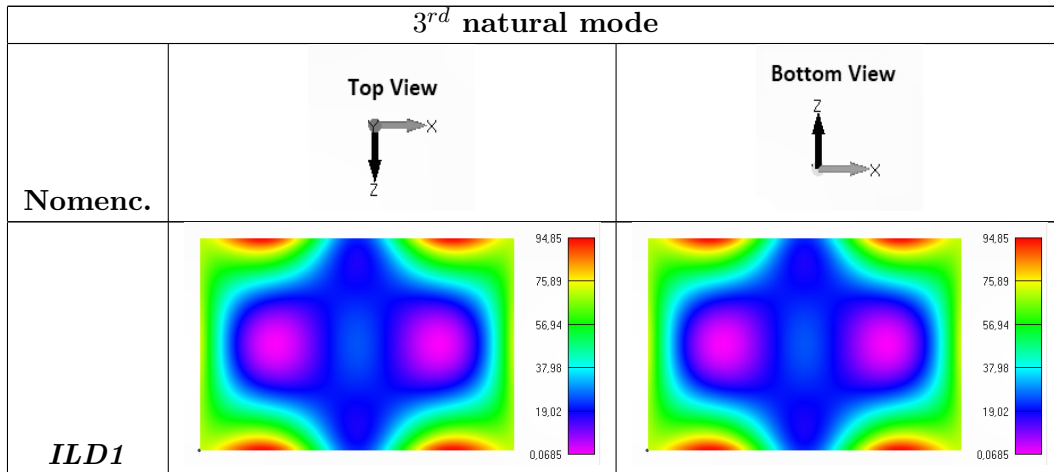 3rd natural mode
Nomenc.
Top View
Y
X
Z
Bottom View
Z
X
ILD1
94,85
75,89
56,94
37,98
19,02
0,0685
94,85
75,89
56,94
37,98
19,02
0,0685